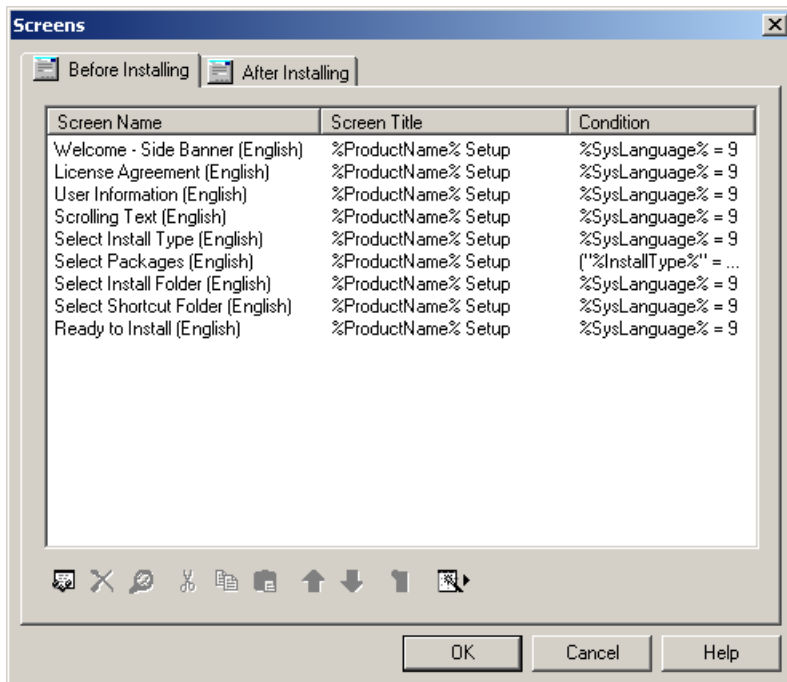 Screens
Before Installing After Installing
Screen Name Screen Title Condition
Welcome - Side Banner (English) %ProductName% Setup %SysLanguage% = 9
License Agreement (English) %ProductName% Setup %SysLanguage% = 9
User Information (English) %ProductName% Setup %SysLanguage% = 9
Scrolling Text (English) %ProductName% Setup %SysLanguage% = 9
Select Install Type (English) %ProductName% Setup %SysLanguage% = 9
Select Packages (English) %ProductName% Setup ("%InstallType%" = ...
Select Install Folder (English) %ProductName% Setup %SysLanguage% = 9
Select Shortcut Folder (English) %ProductName% Setup %SysLanguage% = 9
Ready to Install (English) %ProductName% Setup %SysLanguage% = 9
OK Cancel Help